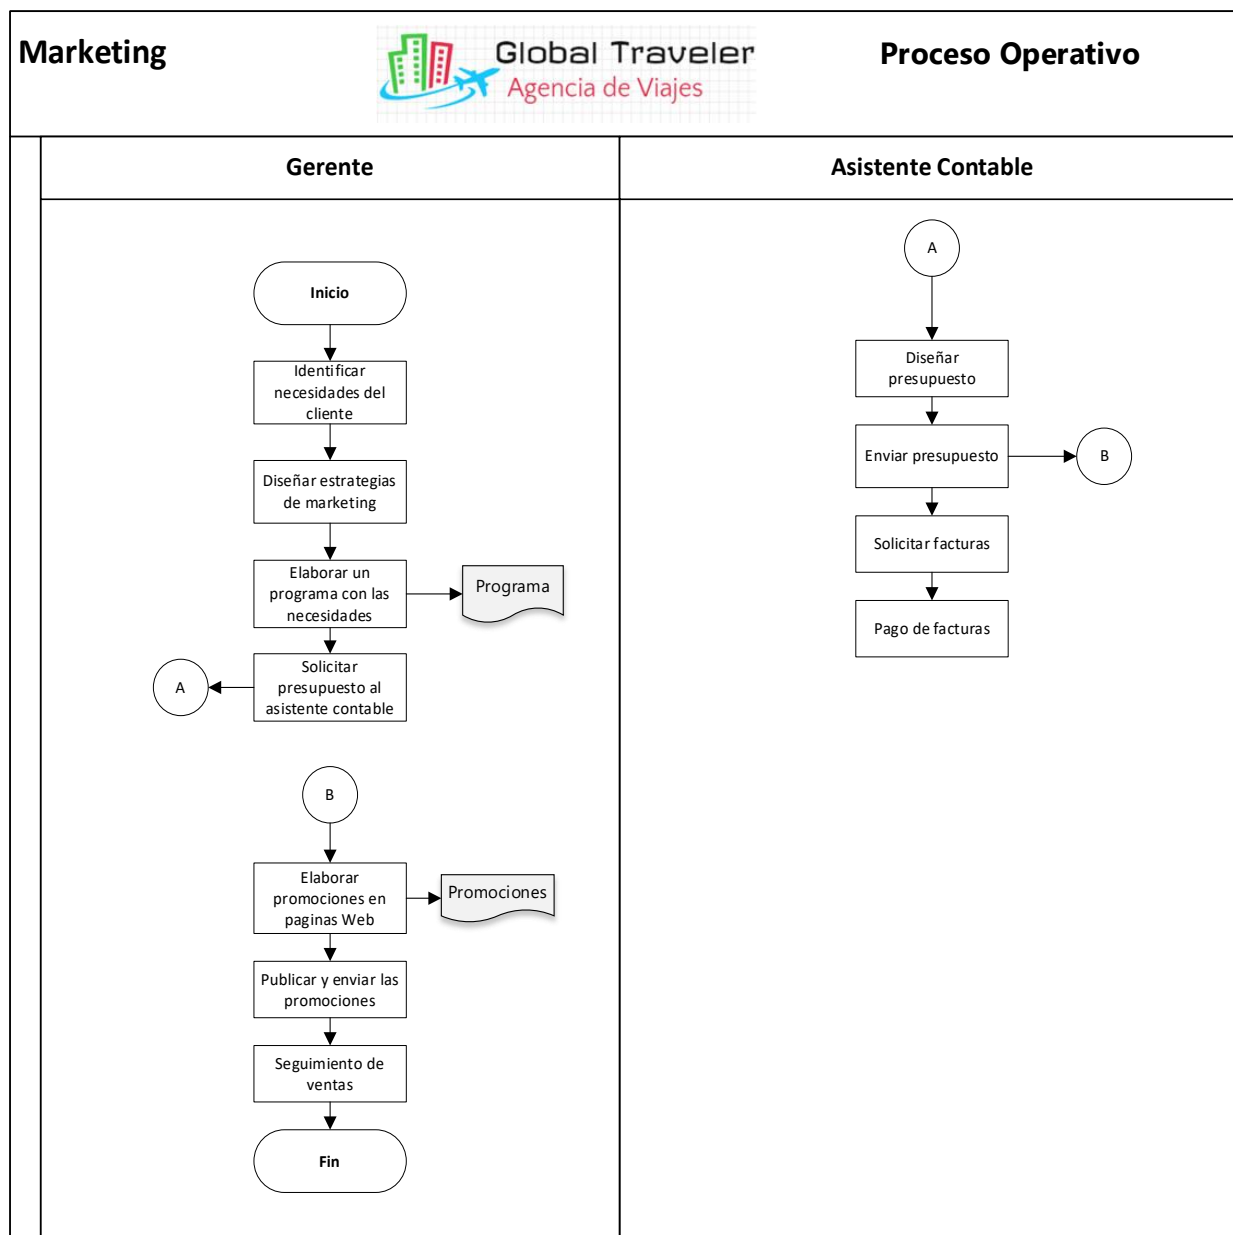 Marketing
Global Traveler
Agencia de Viajes
Proceso Operativo
Gerente
Asistente Contable
Inicio
Identificar
necesidades del
cliente
Diseñar estrategias
de marketing
Elaborar un
programa con las
necesidades
Programa
Solicitar
presupuesto al
asistente contable
A
B
Elaborar
promociones en
paginas Web
Promociones
Publicar y enviar las
promociones
Seguimiento de
ventas
Fin
A
Diseñar
presupuesto
Enviar presupuesto
B
Solicitar facturas
Pago de facturas